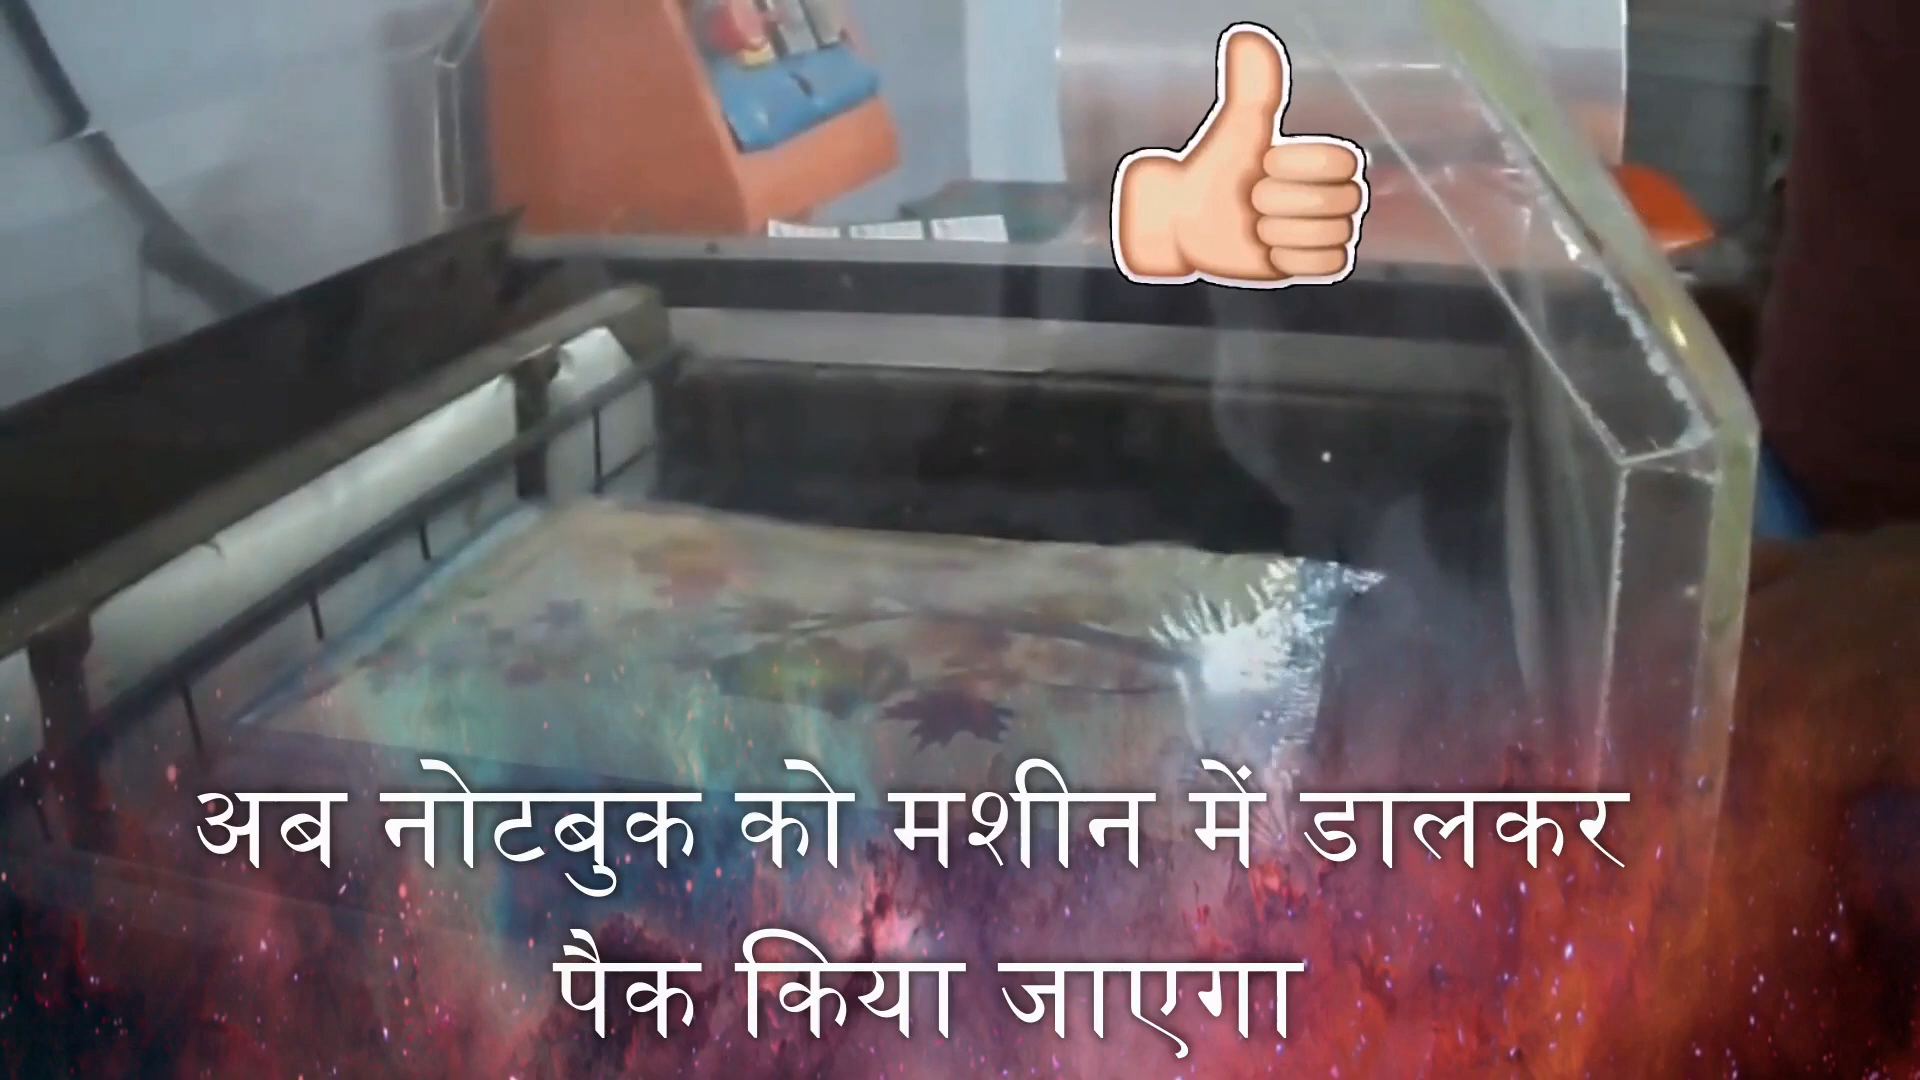 अब नोटबुक को मशीन में डालकर
पैक किया जाएगा